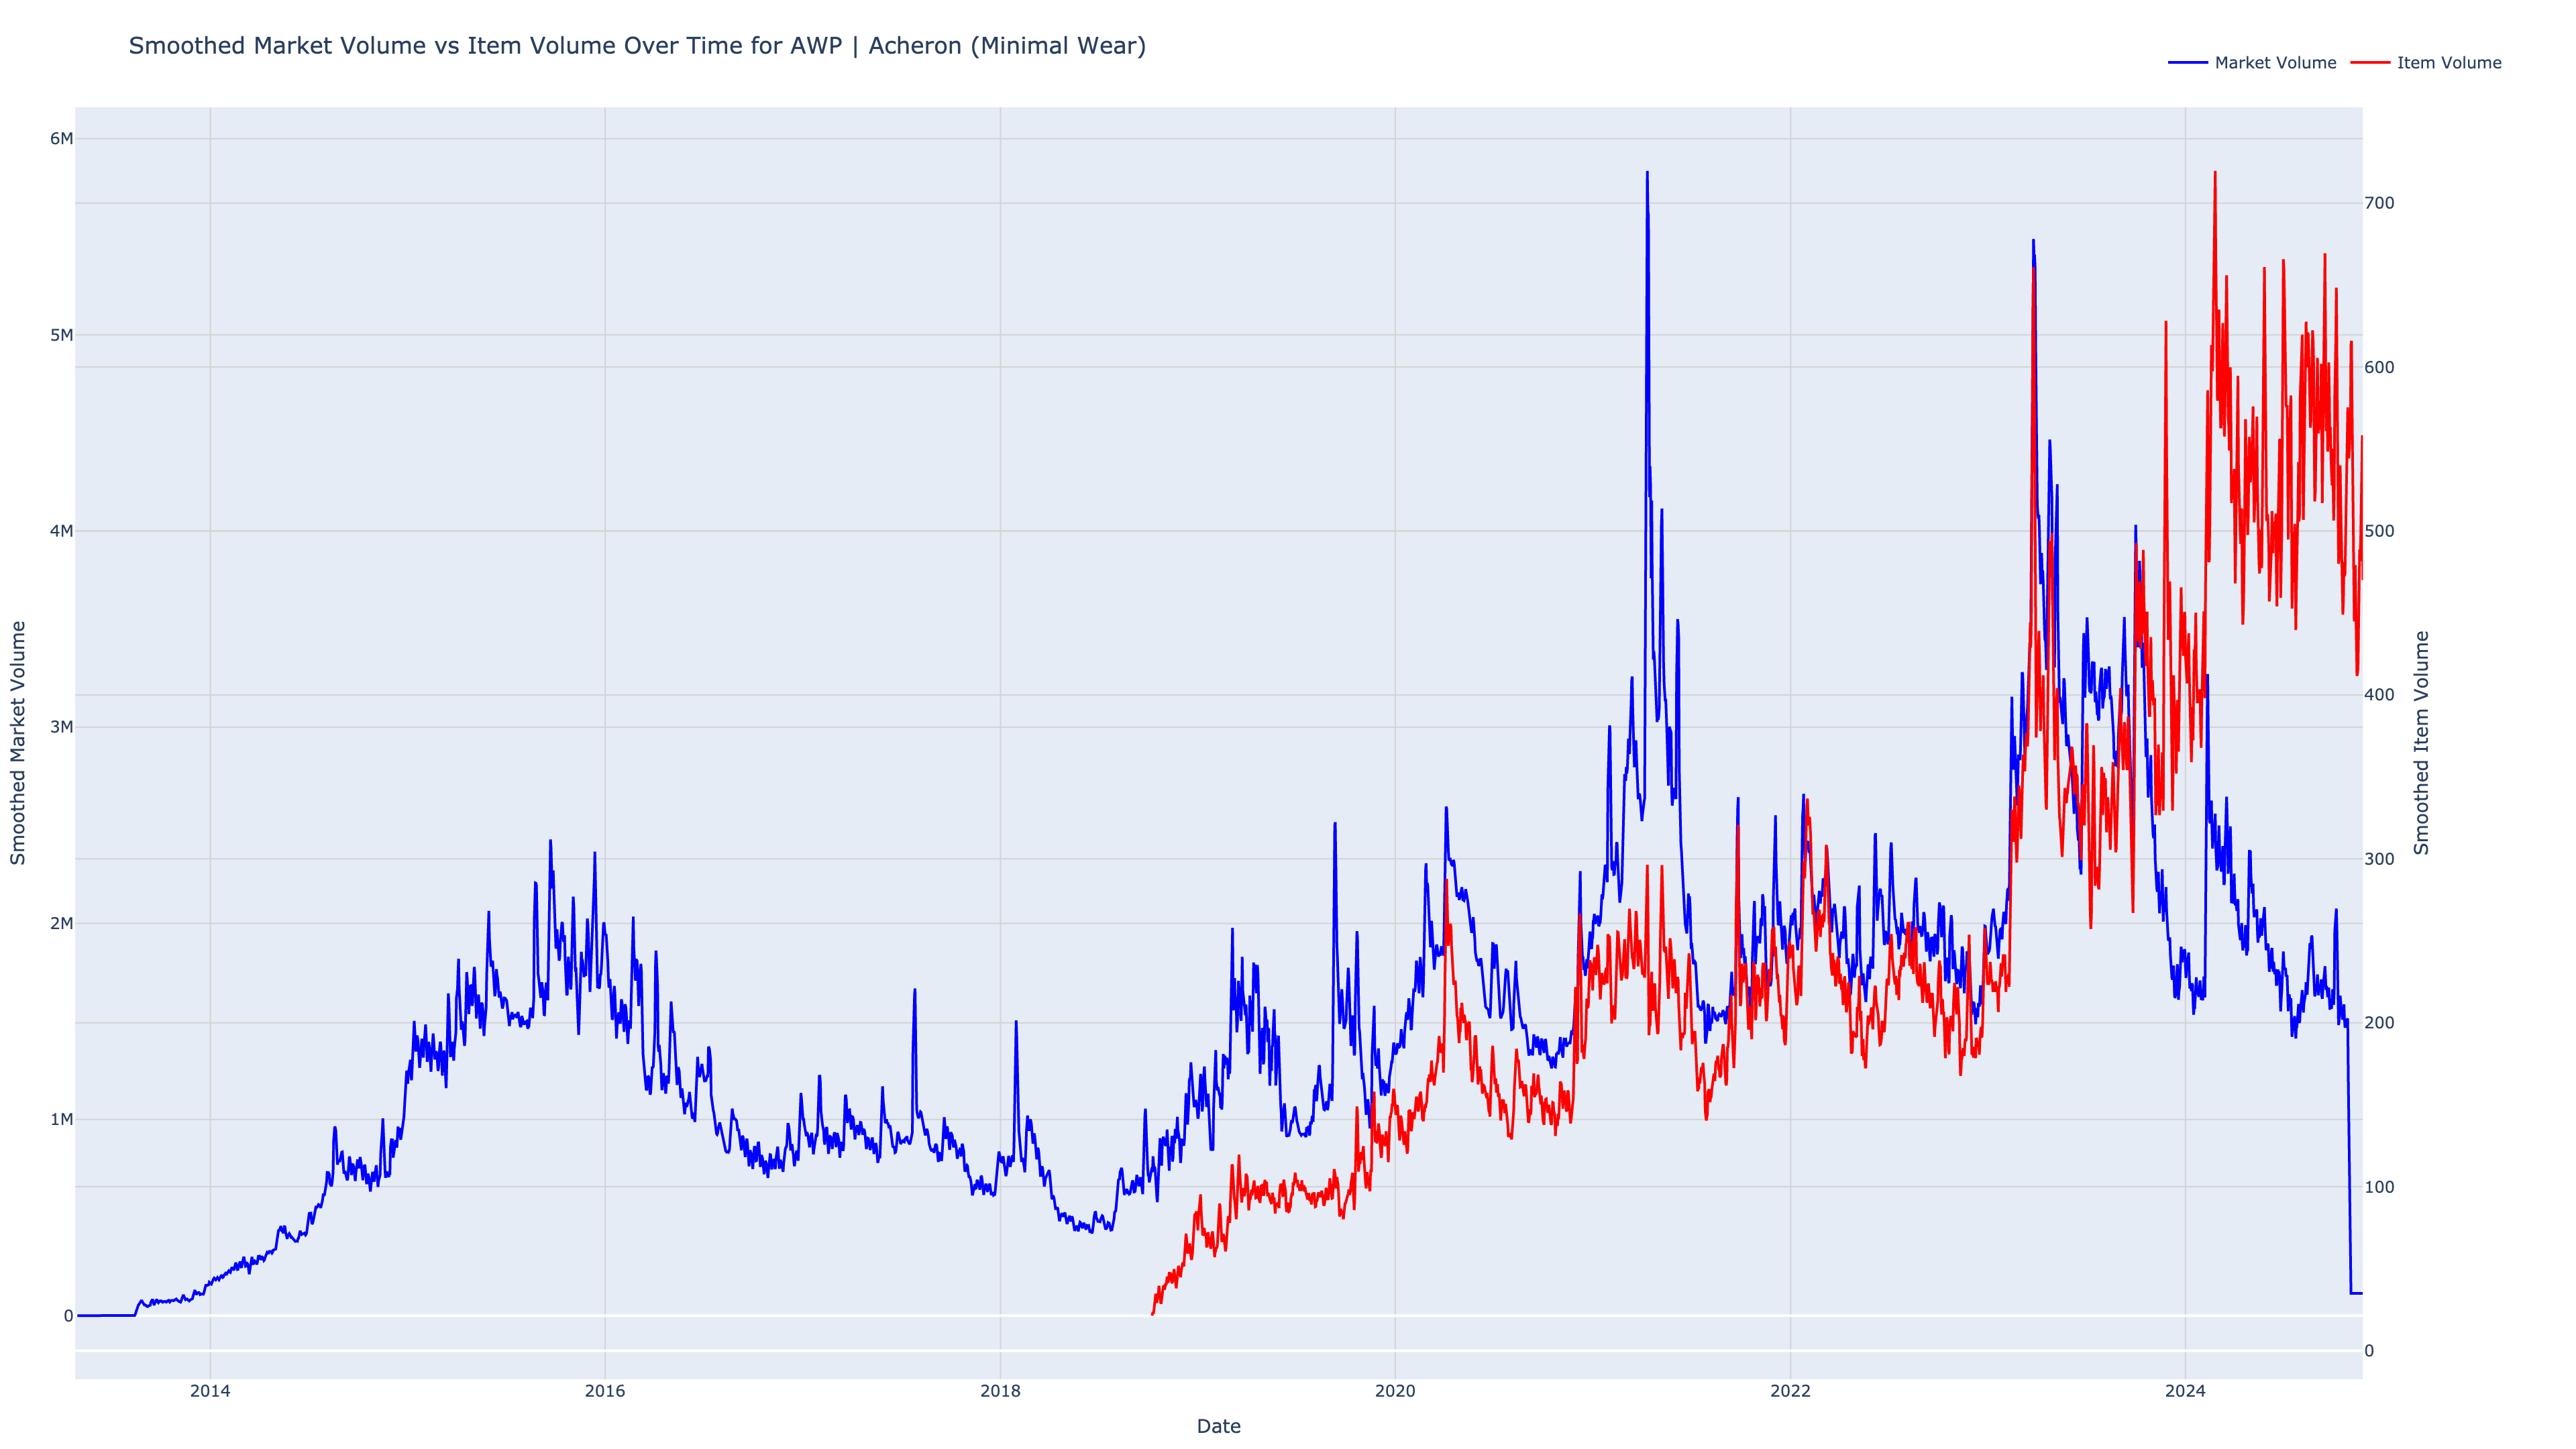 Smoothed Market Volume vs Item Volume Over Time for AWP | Acheron (Minimal Wear)
Market Volume
Item Volume
6M
5M
4M
3M
2M
1M
0
Smoothed Market Volume
700
600
500
400
300
200
100
0
Smoothed Item Volume
2014
2016
2018
2020
2022
2024
Date